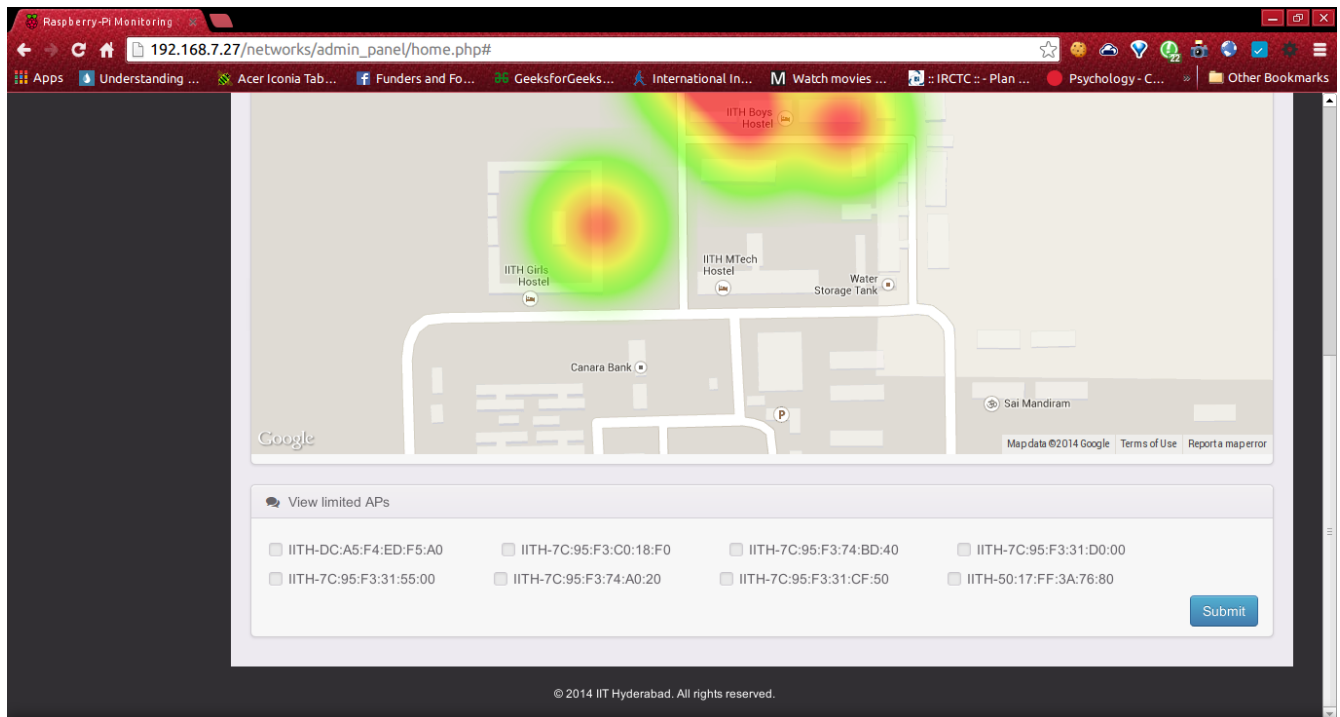 Raspberry-Pi Monitoring
192.168.7.27/networks/admin_panel/home.php#
22
Apps Understanding ... Acer Iconia Tab... Funders and Fo... GeeksforGeeks... International In... Watch movies ... :: IRCTC :: - Plan ... Psychology - C... » Other Bookmarks
IITH Boys
Hostel
IITH Girls
Hostel
IITH MTech
Hostel
Water
Storage Tank
Canara Bank
P
Sai Mandiram
Google
Map data ©2014 Google Terms of Use Report a map error
View limited APs
IITH-DC:A5:F4:ED:F5:A0 IITH-7C:95:F3:C0:18:F0 IITH-7C:95:F3:74:BD:40 IITH-7C:95:F3:31:D0:00
IITH-7C:95:F3:31:55:00 IITH-7C:95:F3:74:A0:20 IITH-7C:95:F3:31:CF:50 IITH-50:17:FF:3A:76:80
Submit
© 2014 IIT Hyderabad. All rights reserved.